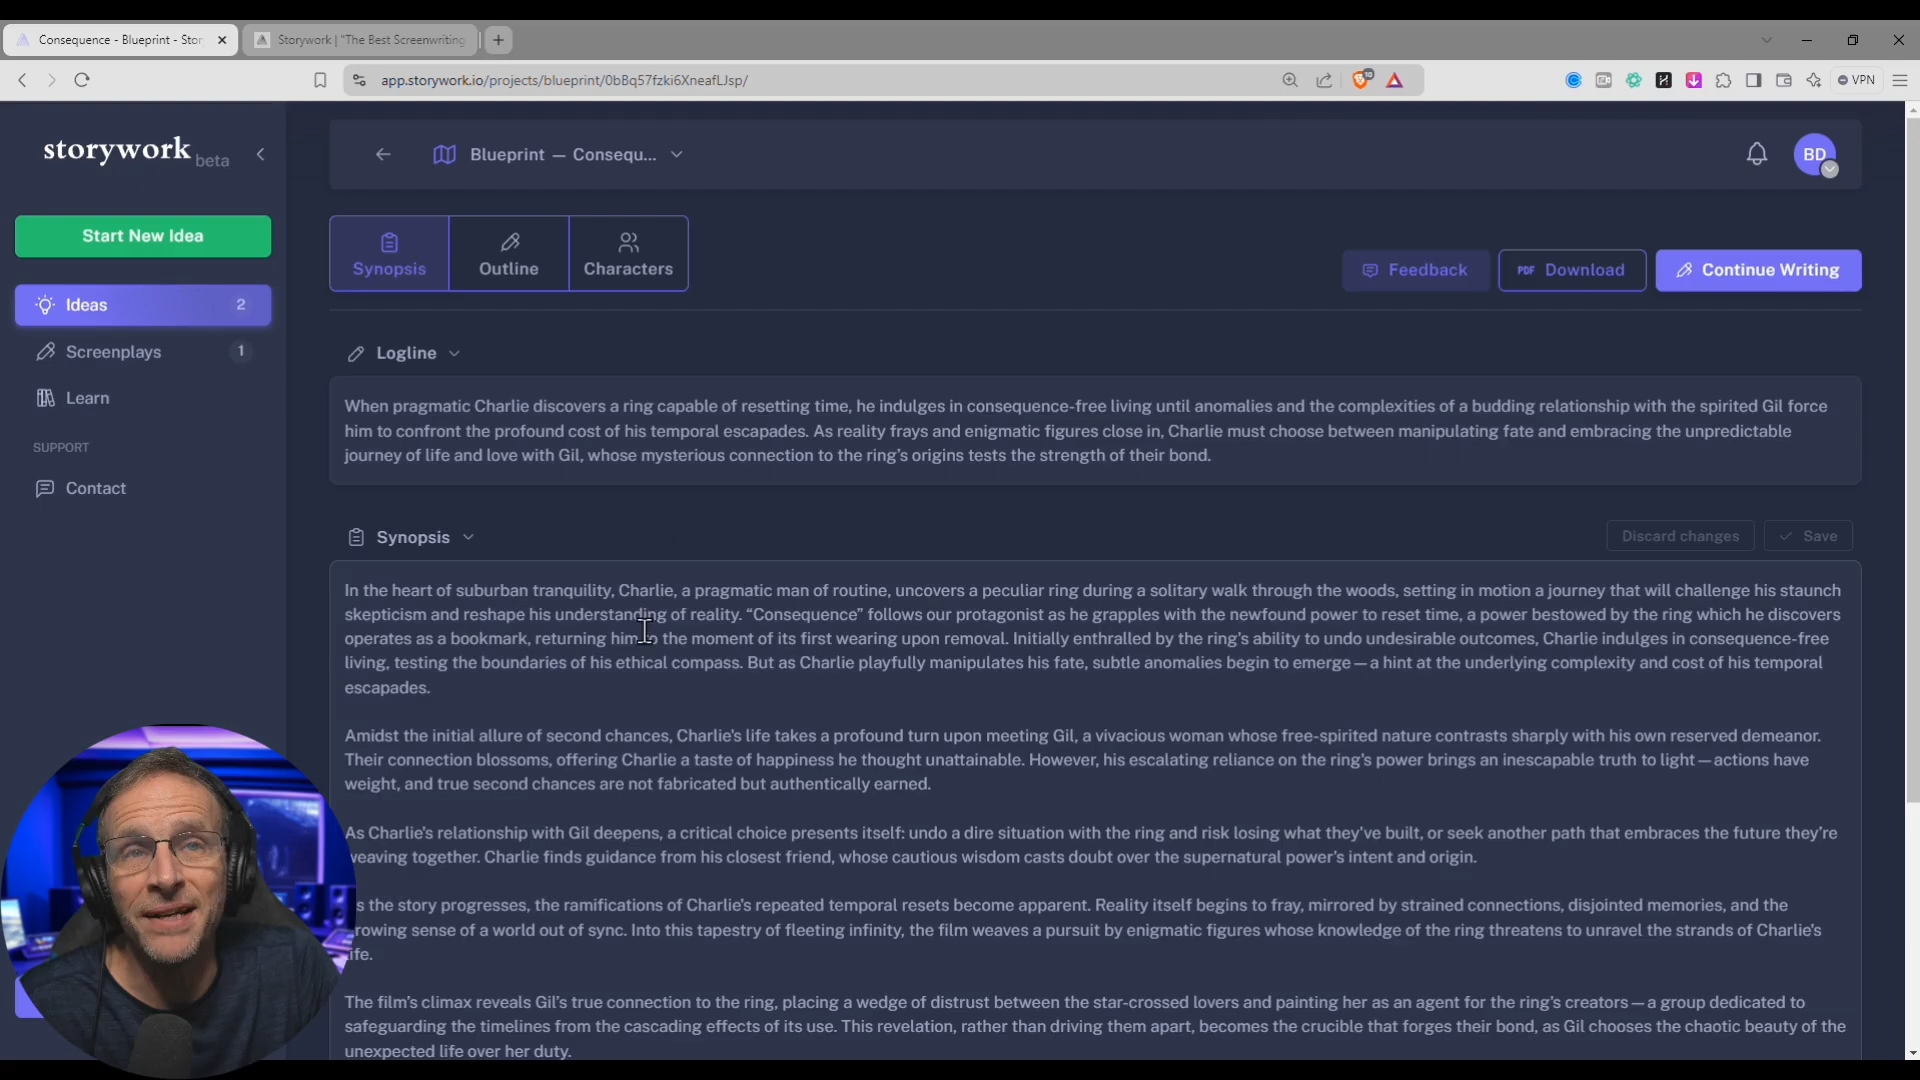 Consequence - Blueprint - Stor
Storywork | "The Best Screenwriting
app.storywork.io/projects/blueprint/0bBq57fzki6XneafLJsp/
10
VPN
storywork beta
Blueprint — Consequ...
BD
Start New Idea
Ideas 2
Screenplays 1
Learn
SUPPORT
Contact
Synopsis
Outline
Characters
Feedback
PDF Download
Continue Writing
Logline
When pragmatic Charlie discovers a ring capable of resetting time, he indulges in consequence-free living until anomalies and the complexities of a budding relationship with the spirited Gil force
him to confront the profound cost of his temporal escapades. As reality frays and enigmatic figures close in, Charlie must choose between manipulating fate and embracing the unpredictable
journey of life and love with Gil, whose mysterious connection to the ring's origins tests the strength of their bond.
Synopsis
Discard changes
Save
In the heart of suburban tranquility, Charlie, a pragmatic man of routine, uncovers a peculiar ring during a solitary walk through the woods, setting in motion a journey that will challenge his staunch
skepticism and reshape his understanding of reality. “Consequence” follows our protagonist as he grapples with the newfound power to reset time, a power bestowed by the ring which he discovers
operates as a bookmark, returning him to the moment of its first wearing upon removal. Initially enthralled by the ring's ability to undo undesirable outcomes, Charlie indulges in consequence-free
living, testing the boundaries of his ethical compass. But as Charlie playfully manipulates his fate, subtle anomalies begin to emerge—a hint at the underlying complexity and cost of his temporal
escapades.
Amidst the initial allure of second chances, Charlie's life takes a profound turn upon meeting Gil, a vivacious woman whose free-spirited nature contrasts sharply with his own reserved demeanor.
Their connection blossoms, offering Charlie a taste of happiness he thought unattainable. However, his escalating reliance on the ring's power brings an inescapable truth to light—actions have
weight, and true second chances are not fabricated but authentically earned.
As Charlie's relationship with Gil deepens, a critical choice presents itself: undo a dire situation with the ring and risk losing what they've built, or seek another path that embraces the future they're
weaving together. Charlie finds guidance from his closest friend, whose cautious wisdom casts doubt over the supernatural power's intent and origin.
As the story progresses, the ramifications of Charlie's repeated temporal resets become apparent. Reality itself begins to fray, mirrored by strained connections, disjointed memories, and the
growing sense of a world out of sync. Into this tapestry of fleeting infinity, the film weaves a pursuit by enigmatic figures whose knowledge of the ring threatens to unravel the strands of Charlie's
life.
The film's climax reveals Gil's true connection to the ring, placing a wedge of distrust between the star-crossed lovers and painting her as an agent for the ring's creators—a group dedicated to
safeguarding the timelines from the cascading effects of its use. This revelation, rather than driving them apart, becomes the crucible that forges their bond, as Gil chooses the chaotic beauty of the
unexpected life over her duty.